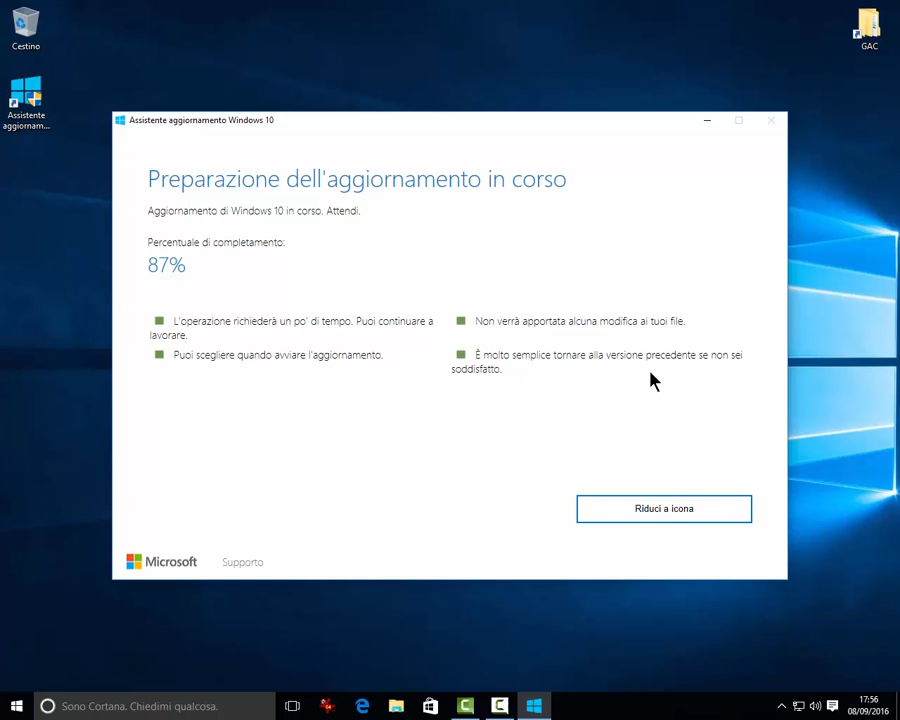 Cestino
GAC
Assistente
aggiornam...
Assistente aggiornamento Windows 10
Preparazione dell'aggiornamento in corso
Aggiornamento di Windows 10 in corso. Attendi.
Percentuale di completamento:
87%
L'operazione richiederà un po' di tempo. Puoi continuare a
lavorare.
Puoi scegliere quando avviare l'aggiornamento.
Non verrà apportata alcuna modifica ai tuoi file.
È molto semplice tornare alla versione precedente se non sei
soddisfatto.
Riduci a icona
Microsoft
Supporto
Sono Cortana. Chiedimi qualcosa.
17:56
08/09/2016